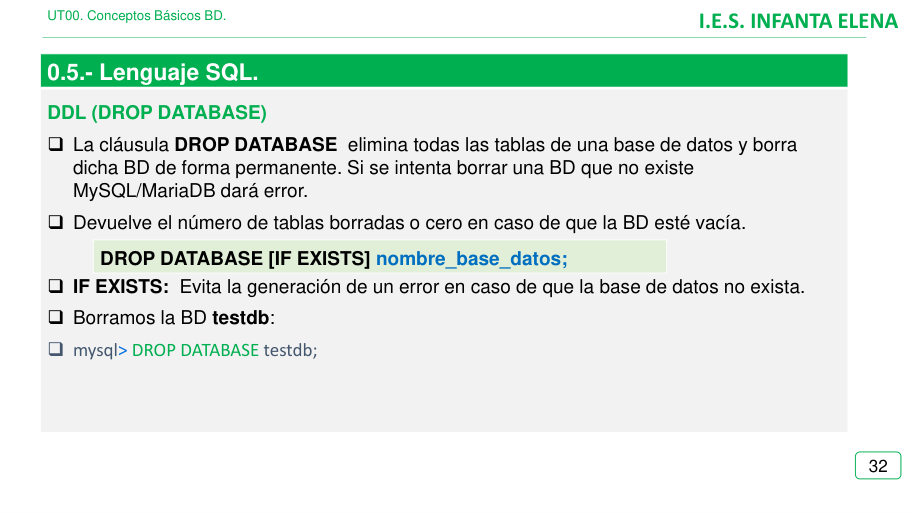 UT00. Conceptos Básicos BD.
I.E.S. INFANTA ELENA
0.5.- Lenguaje SQL.
DDL (DROP DATABASE)
❑ La cláusula DROP DATABASE elimina todas las tablas de una base de datos y borra
dicha BD de forma permanente. Si se intenta borrar una BD que no existe
MySQL/MariaDB dará error.
❑ Devuelve el número de tablas borradas o cero en caso de que la BD esté vacía.
DROP DATABASE [IF EXISTS] nombre_base_datos;
❑ IF EXISTS: Evita la generación de un error en caso de que la base de datos no exista.
❑ Borramos la BD testdb:
❑ mysql> DROP DATABASE testdb;
32